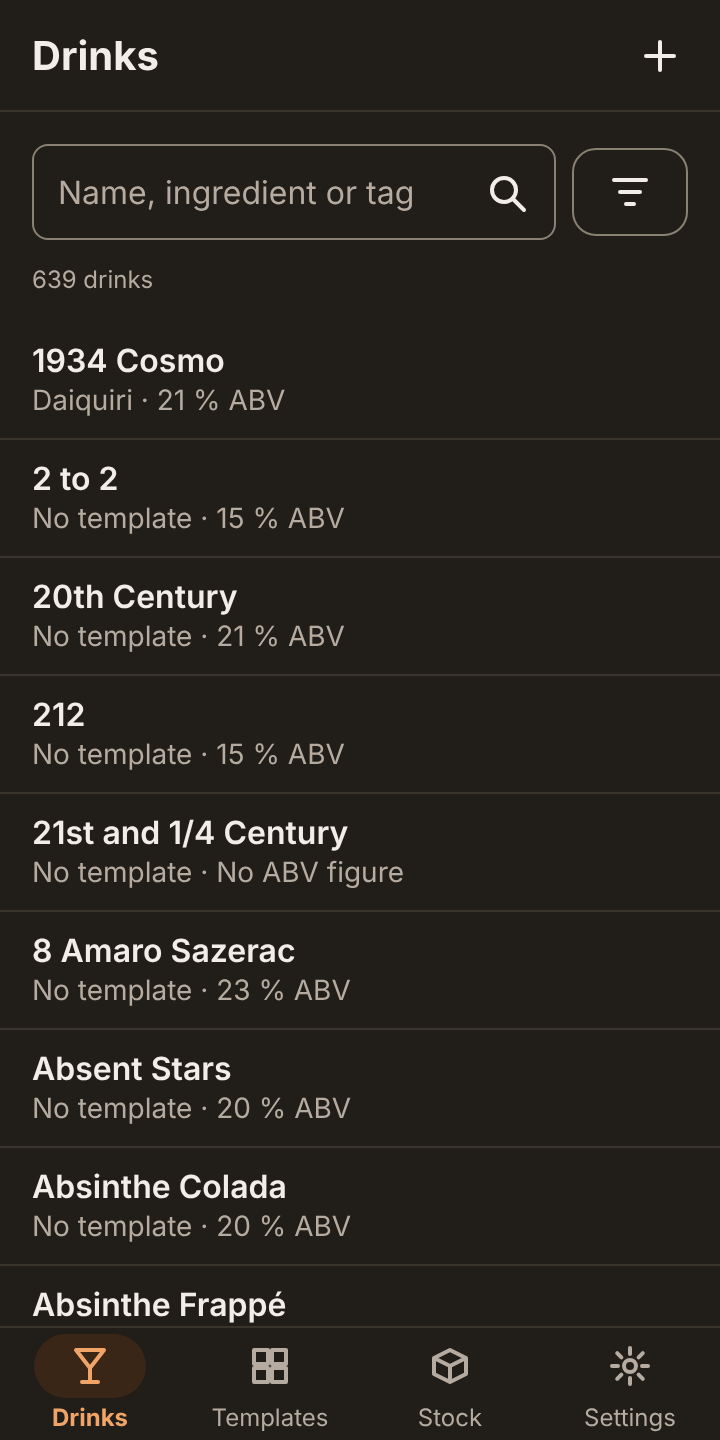 Drinks
Name, ingredient or tag
639 drinks
1934 Cosmo
Daiquiri · 21 % ABV
2 to 2
No template · 15 % ABV
20th Century
No template · 21 % ABV
212
No template · 15 % ABV
21st and 1/4 Century
No template · No ABV figure
8 Amaro Sazerac
No template · 23 % ABV
Absent Stars
No template · 20 % ABV
Absinthe Colada
No template · 20 % ABV
Absinthe Frappé
Drinks
Templates
Stock
Settings